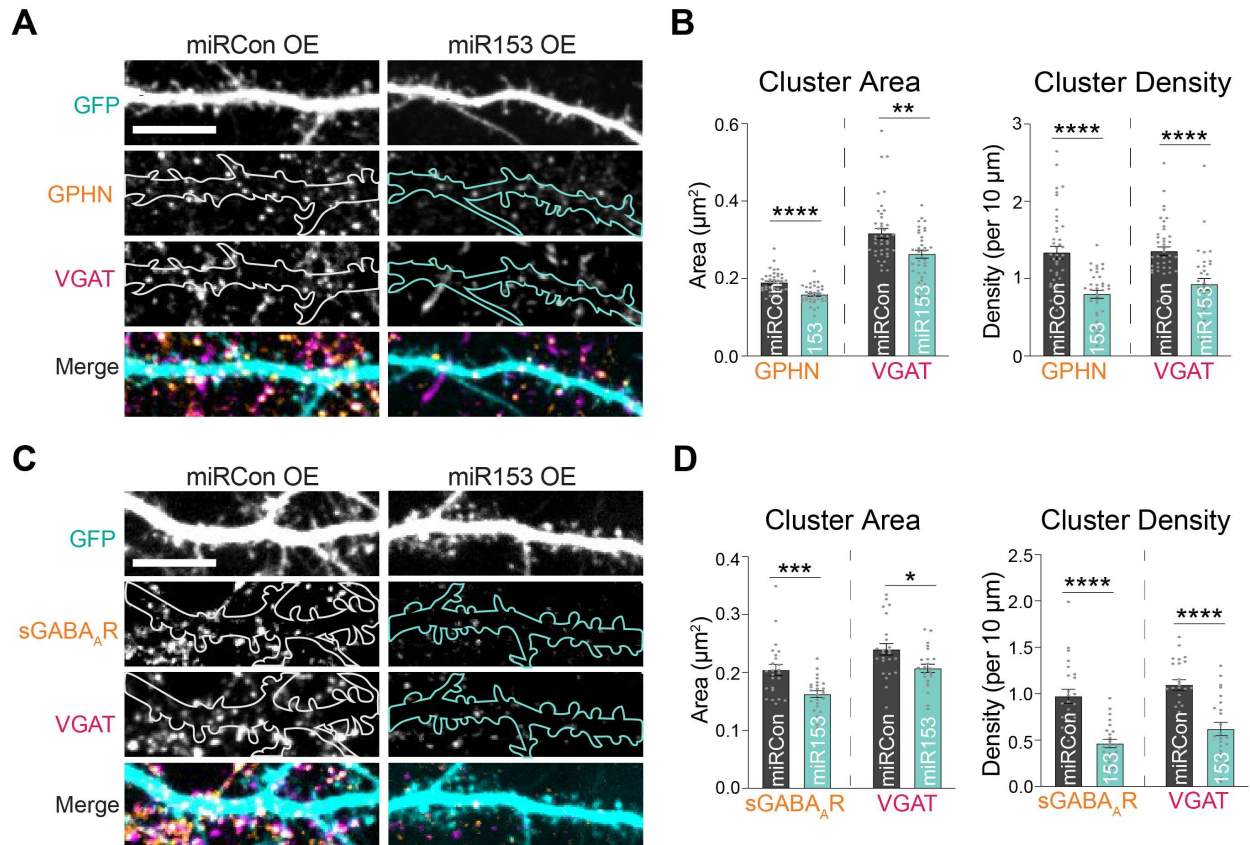 A
miRCon OE
miR153 OE
GFP
GPHN
VGAT
Merge
B
Cluster Area
Cluster Density
Area (µm²)
0.6
0.4
0.2
0.0
****
**
miRCon
153
miRCon
miR153
GPHN
VGAT
Density (per 10 µm)
3
2
1
0
****
****
miRCon
153
miRCon
miR153
GPHN
VGAT
C
miRCon OE
miR153 OE
GFP
sGABA_AR
VGAT
Merge
D
Cluster Area
Cluster Density
Area (µm²)
0.4
0.3
0.2
0.1
0.0
***
*
miRCon
miR153
miRCon
miR153
sGABA_AR
VGAT
Density (per 10 µm)
2.5
2.0
1.5
1.0
0.5
0.0
****
****
miRCon
153
miRCon
153
sGABA_AR
VGAT